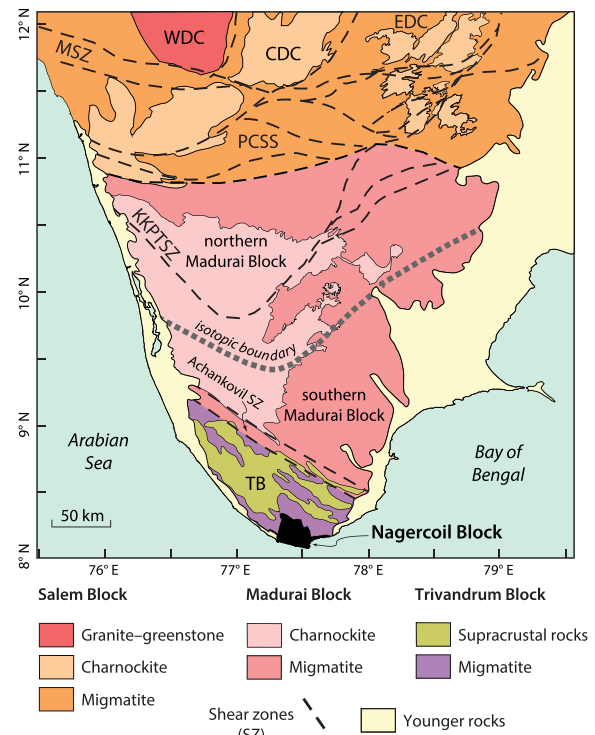 12° N
11° N
10° N
9° N
8° N
WDC
CDC
EDC
MSZ
PCSS
KKPTSZ
northern
Madurai Block
isotopic boundary
Achankovil SZ
southern
Madurai Block
Arabian
Sea
Bay of
Bengal
TB
50 km
Nagercoil Block
76° E
77° E
78° E
79° E
Salem Block
Madurai Block
Trivandrum Block
Granite–greenstone
Charnockite
Supracrustal rocks
Charnockite
Migmatite
Migmatite
Migmatite
Shear zones
(SZ)
Younger rocks